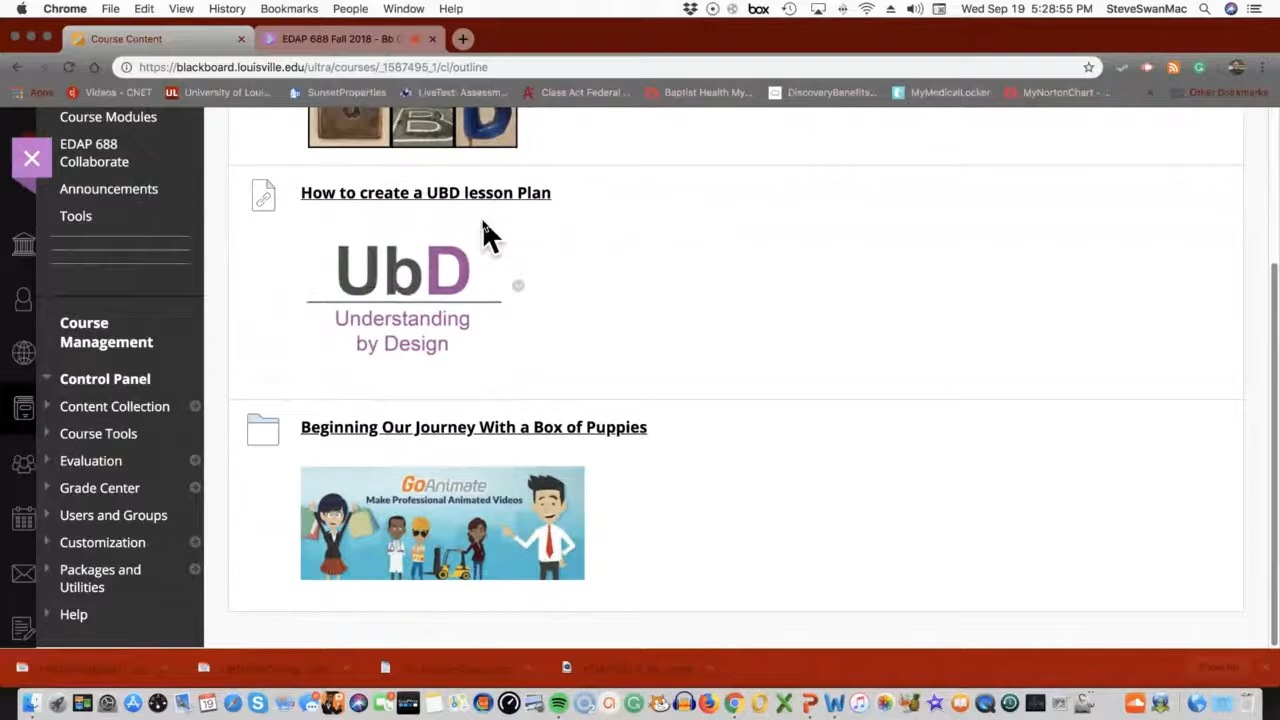 Chrome File Edit View History Bookmarks People Window Help
box
Wed Sep 19 5:28:55 PM SteveSwanMac
Course Content
EDAP 688 Fall 2018 - Bb C
https://blackboard.louisville.edu/ultra/courses/_1587495_1/cl/outline
Apps
Videos - CNET
University of Loui...
SunsetProperties
LiveText: Assessm...
Class Act Federal ...
Baptist Health My...
DiscoveryBenefits...
MyMedicalLocker
MyNortonChart - ...
Other Bookmarks
Course Modules
EDAP 688
Collaborate
Announcements
Tools
Course
Management
Control Panel
Content Collection
Course Tools
Evaluation
Grade Center
Users and Groups
Customization
Packages and
Utilities
Help
UBD
How to create a UBD lesson Plan
UbD
Understanding
by Design
Beginning Our Journey With a Box of Puppies
GoAnimate
Make Professional Animated Videos
Show All